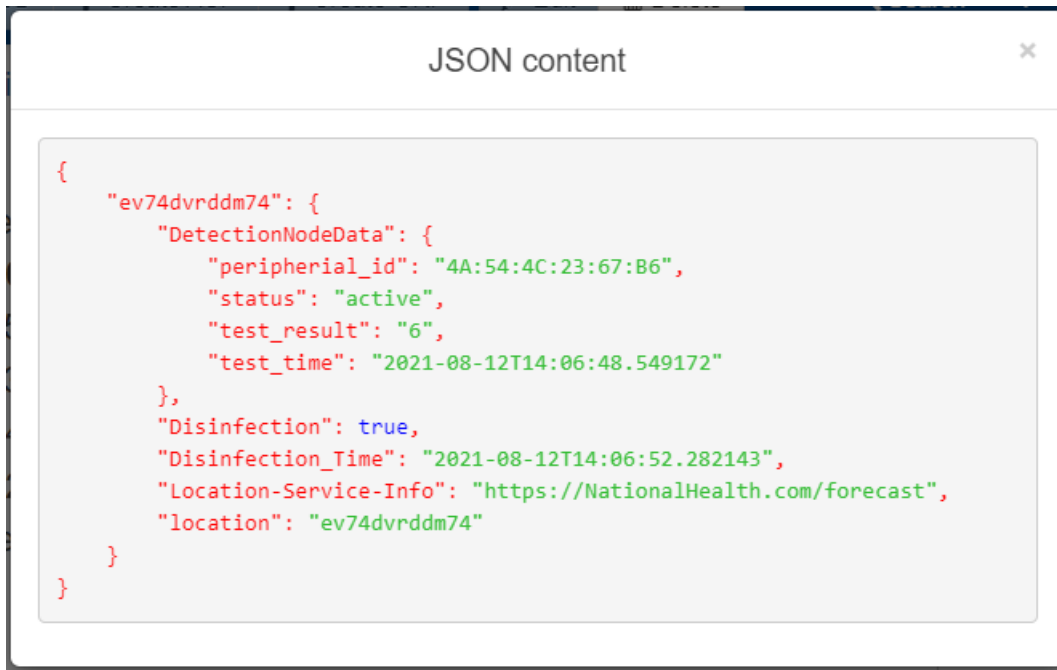 JSON content
×
{
    "ev74dvrddm74": {
        "DetectionNodeData": {
            "peripherial_id": "4A:54:4C:23:67:B6",
            "status": "active",
            "test_result": "6",
            "test_time": "2021-08-12T14:06:48.549172"
        },
        "Disinfection": true,
        "Disinfection_Time": "2021-08-12T14:06:52.282143",
        "Location-Service-Info": "https://NationalHealth.com/forecast",
        "location": "ev74dvrddm74"
    }
}